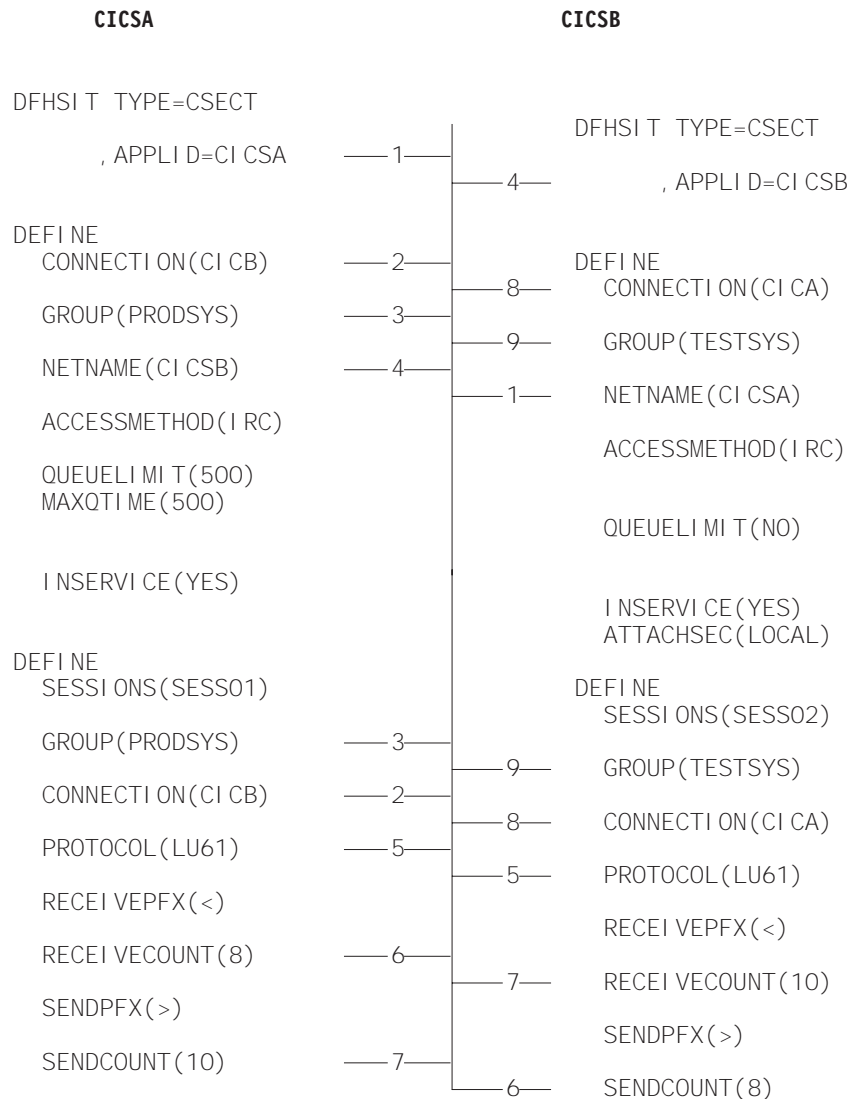 CICSA
DFHSIT TYPE=CSECT
,APPLID=CICSA 1
DEFINE
CONNECTION(CICB) 2
GROUP(PRODSYS) 3
NETNAME(CICSB) 4
ACCESSMETHOD(IRC)
QUEUELIMIT(500)
MAXQTIME(500)
INSERVICE(YES)
DEFINE
SESSIONS(SESS01)
GROUP(PRODSYS) 3
CONNECTION(CICB) 2
PROTOCOL(LU61) 5
RECEIVEPFX(<)
RECEIVECOUNT(8) 6
SENDPFX(>)
SENDCOUNT(10) 7
CICSB
DFHSIT TYPE=CSECT
4 ,APPLID=CICSB
DEFINE
8 CONNECTION(CICA)
9 GROUP(TESTSYS)
1 NETNAME(CICSA)
ACCESSMETHOD(IRC)
QUEUELIMIT(NO)
INSERVICE(YES)
ATTACHSEC(LOCAL)
DEFINE
SESSIONS(SESS02)
9 GROUP(TESTSYS)
8 CONNECTION(CICA)
5 PROTOCOL(LU61)
RECEIVEPFX(<)
7 RECEIVECOUNT(10)
SENDPFX(>)
6 SENDCOUNT(8)